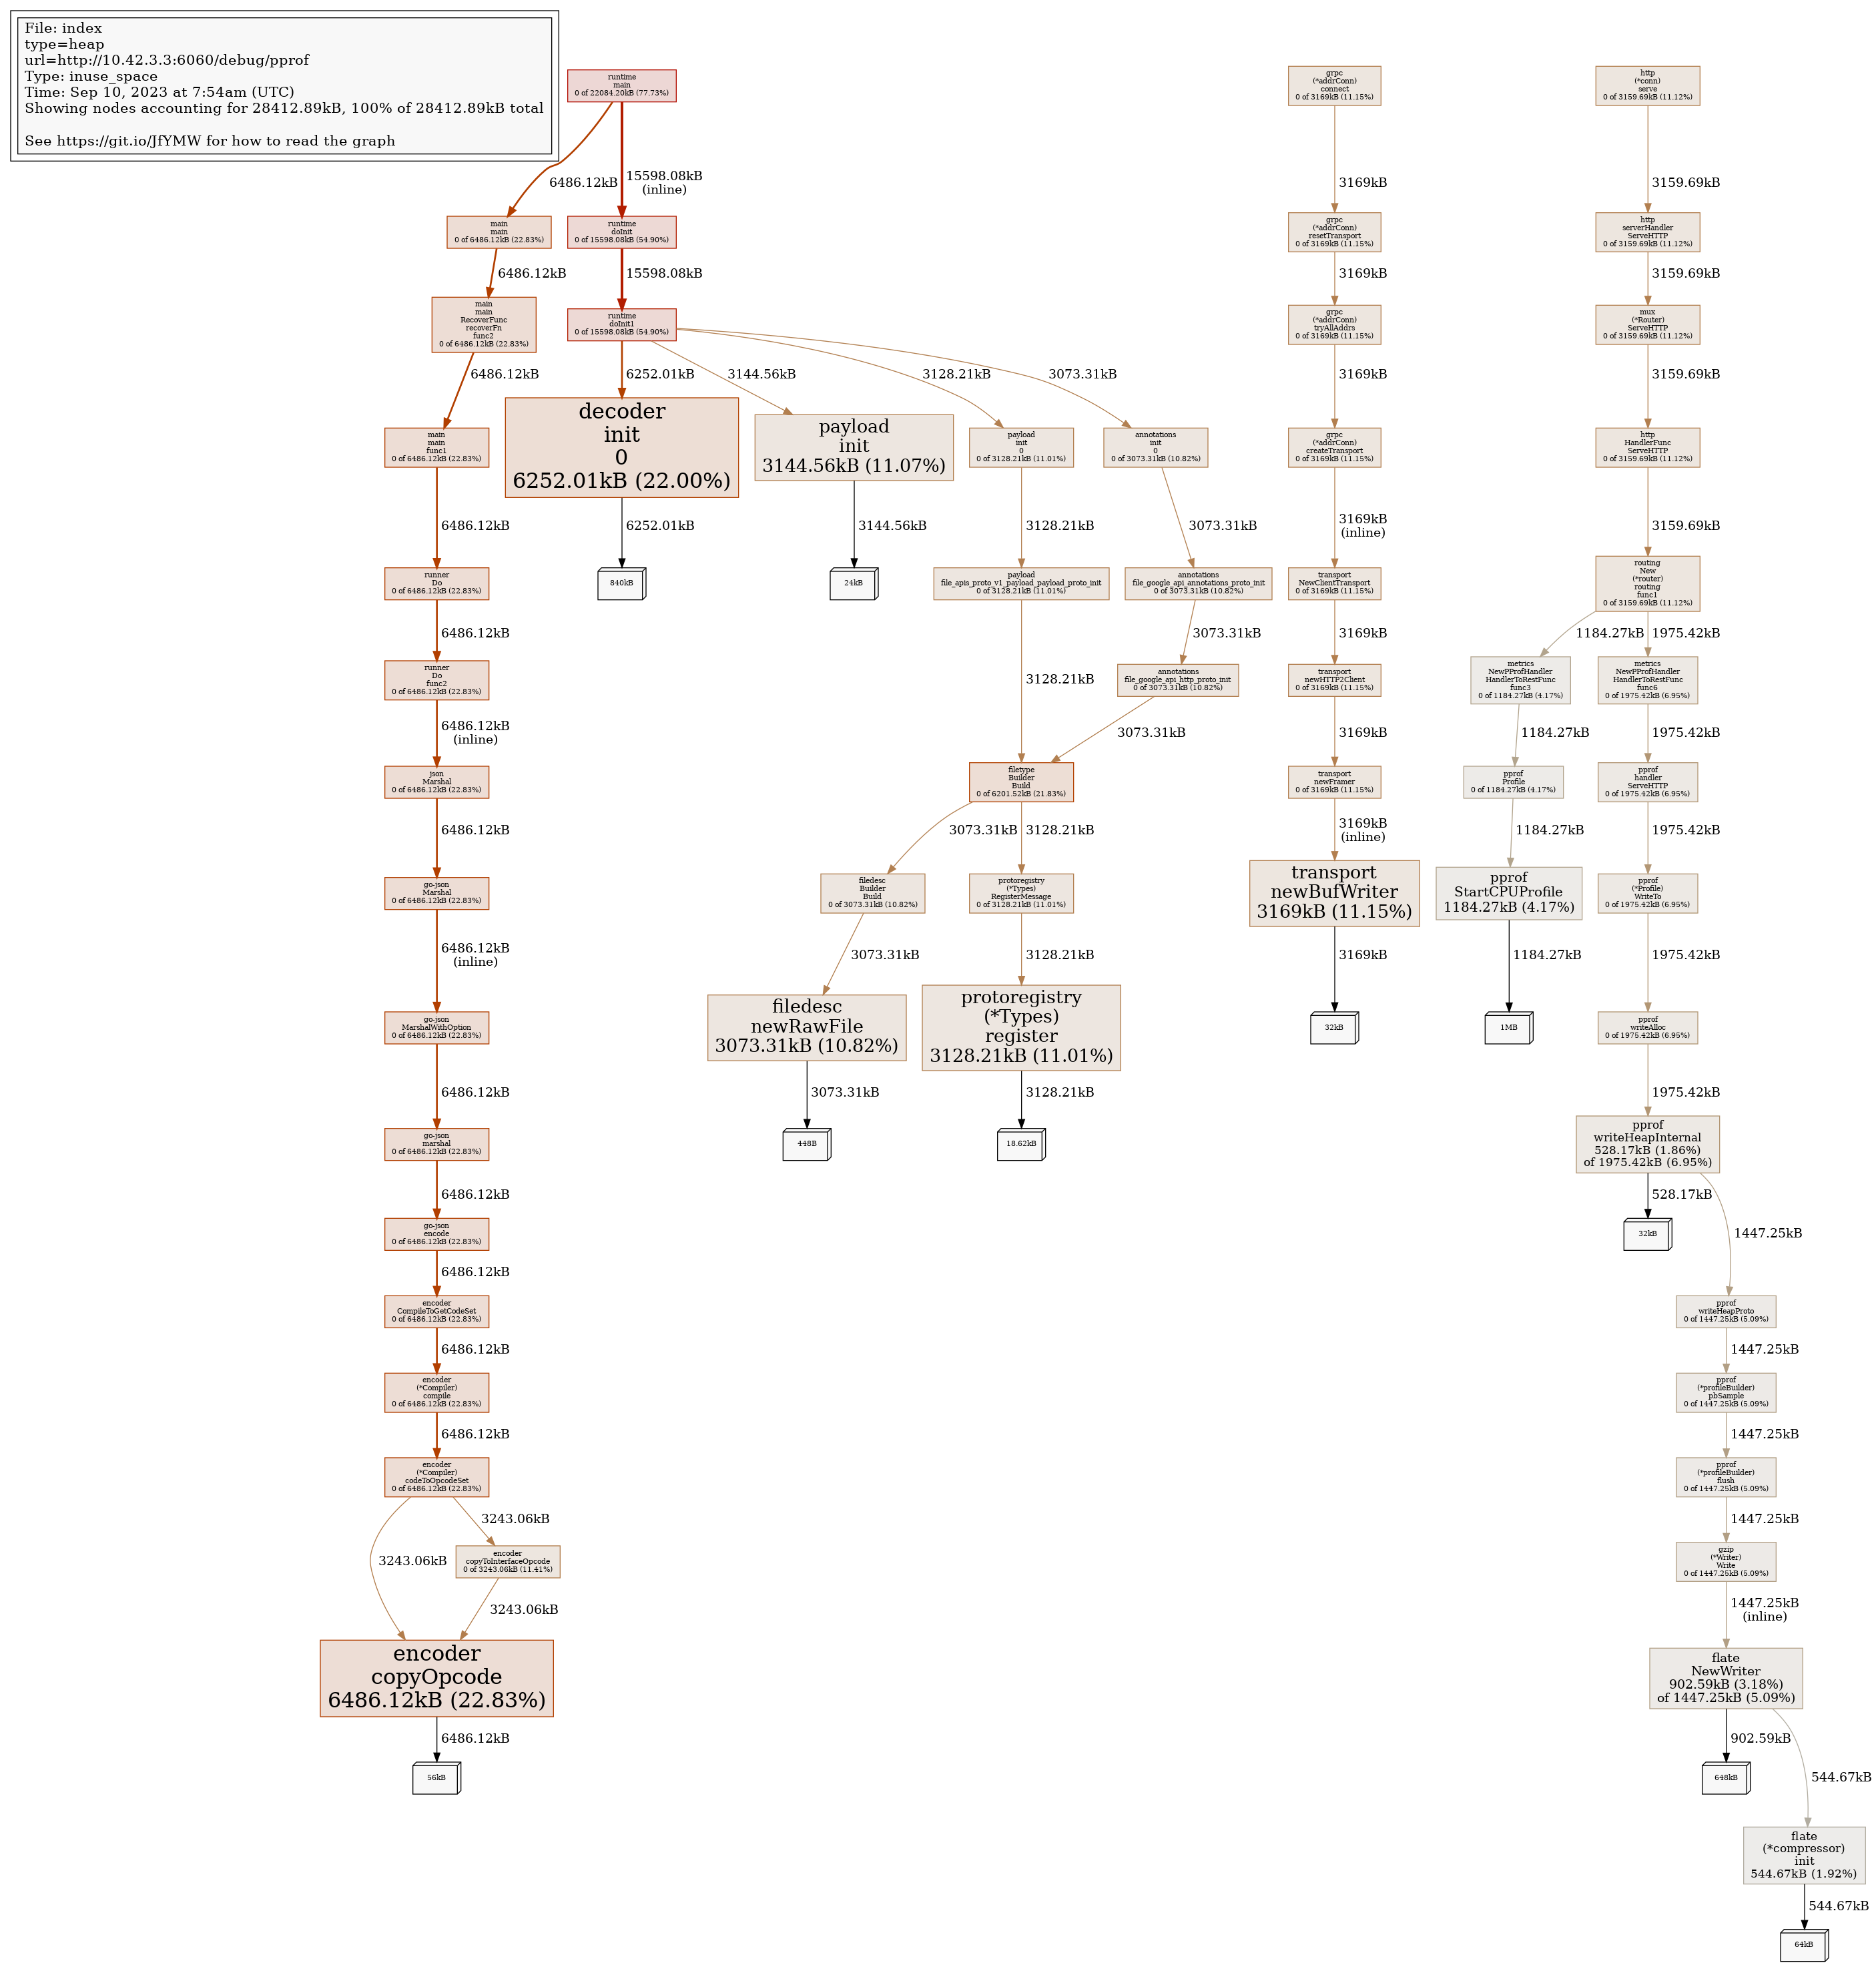 File: index
type=heap
url=http://10.42.3.3:6060/debug/pprof
Type: inuse_space
Time: Sep 10, 2023 at 7:54am (UTC)
Showing nodes accounting for 28412.89kB, 100% of 28412.89kB total
See https://git.io/JfYMW for how to read the graph
runtime
main
0 of 22084.20kB (77.73%)
6486.12kB
15598.08kB
(inline)
main
main
0 of 6486.12kB (22.83%)
runtime
doInit
0 of 15598.08kB (54.90%)
6486.12kB
15598.08kB
main
main
RecoverFunc
recoverFn
func2
0 of 6486.12kB (22.83%)
runtime
doInit1
0 of 15598.08kB (54.90%)
6486.12kB
6252.01kB
3144.56kB
3128.21kB
3073.31kB
main
main
func1
0 of 6486.12kB (22.83%)
decoder
init
0
6252.01kB (22.00%)
payload
init
3144.56kB (11.07%)
payload
init
0
0 of 3128.21kB (11.01%)
annotations
init
0
0 of 3073.31kB (10.82%)
6486.12kB
6252.01kB
3144.56kB
3128.21kB
3073.31kB
runner
Do
0 of 6486.12kB (22.83%)
840kB
24kB
payload
file_apis_proto_v1_payload_payload_proto_init
0 of 3128.21kB (11.01%)
annotations
file_google_api_annotations_proto_init
0 of 3073.31kB (10.82%)
6486.12kB
3073.31kB
runner
Do
func2
0 of 6486.12kB (22.83%)
3128.21kB
annotations
file_google_api_http_proto_init
0 of 3073.31kB (10.82%)
6486.12kB
(inline)
3073.31kB
json
Marshal
0 of 6486.12kB (22.83%)
filetype
Builder
Build
0 of 6201.52kB (21.83%)
6486.12kB
3073.31kB
3128.21kB
go-json
Marshal
0 of 6486.12kB (22.83%)
filedesc
Builder
Build
0 of 3073.31kB (10.82%)
protoregistry
(*Types)
RegisterMessage
0 of 3128.21kB (11.01%)
6486.12kB
(inline)
3073.31kB
3128.21kB
go-json
MarshalWithOption
0 of 6486.12kB (22.83%)
filedesc
newRawFile
3073.31kB (10.82%)
protoregistry
(*Types)
register
3128.21kB (11.01%)
6486.12kB
3073.31kB
3128.21kB
go-json
marshal
0 of 6486.12kB (22.83%)
448B
18.62kB
6486.12kB
go-json
encode
0 of 6486.12kB (22.83%)
6486.12kB
encoder
CompileToGetCodeSet
0 of 6486.12kB (22.83%)
6486.12kB
encoder
(*Compiler)
compile
0 of 6486.12kB (22.83%)
6486.12kB
encoder
(*Compiler)
codeToOpcodeSet
0 of 6486.12kB (22.83%)
3243.06kB
3243.06kB
encoder
copyToInterfaceOpcode
0 of 3243.06kB (11.41%)
3243.06kB
encoder
copyOpcode
6486.12kB (22.83%)
6486.12kB
56kB
grpc
(*addrConn)
connect
0 of 3169kB (11.15%)
3169kB
grpc
(*addrConn)
resetTransport
0 of 3169kB (11.15%)
3169kB
grpc
(*addrConn)
tryAllAddrs
0 of 3169kB (11.15%)
3169kB
grpc
(*addrConn)
createTransport
0 of 3169kB (11.15%)
3169kB
(inline)
transport
NewClientTransport
0 of 3169kB (11.15%)
3169kB
transport
newHTTP2Client
0 of 3169kB (11.15%)
3169kB
transport
newFramer
0 of 3169kB (11.15%)
3169kB
(inline)
transport
newBufWriter
3169kB (11.15%)
3169kB
32kB
http
(*conn)
serve
0 of 3159.69kB (11.12%)
3159.69kB
http
serverHandler
ServeHTTP
0 of 3159.69kB (11.12%)
3159.69kB
mux
(*Router)
ServeHTTP
0 of 3159.69kB (11.12%)
3159.69kB
http
HandlerFunc
ServeHTTP
0 of 3159.69kB (11.12%)
3159.69kB
routing
New
(*router)
routing
func1
0 of 3159.69kB (11.12%)
1184.27kB
1975.42kB
metrics
NewPProfHandler
HandlerToRestFunc
func3
0 of 1184.27kB (4.17%)
metrics
NewPProfHandler
HandlerToRestFunc
func6
0 of 1975.42kB (6.95%)
1184.27kB
1975.42kB
pprof
Profile
0 of 1184.27kB (4.17%)
pprof
handler
ServeHTTP
0 of 1975.42kB (6.95%)
1184.27kB
1975.42kB
pprof
StartCPUProfile
1184.27kB (4.17%)
pprof
(*Profile)
WriteTo
0 of 1975.42kB (6.95%)
1184.27kB
1975.42kB
1MB
pprof
writeAlloc
0 of 1975.42kB (6.95%)
1975.42kB
pprof
writeHeapInternal
528.17kB (1.86%)
of 1975.42kB (6.95%)
528.17kB
32kB
1447.25kB
pprof
writeHeapProto
0 of 1447.25kB (5.09%)
1447.25kB
pprof
(*profileBuilder)
pbSample
0 of 1447.25kB (5.09%)
1447.25kB
pprof
(*profileBuilder)
flush
0 of 1447.25kB (5.09%)
1447.25kB
gzip
(*Writer)
Write
0 of 1447.25kB (5.09%)
1447.25kB
(inline)
flate
NewWriter
902.59kB (3.18%)
of 1447.25kB (5.09%)
902.59kB
648kB
544.67kB
flate
(*compressor)
init
544.67kB (1.92%)
544.67kB
64kB